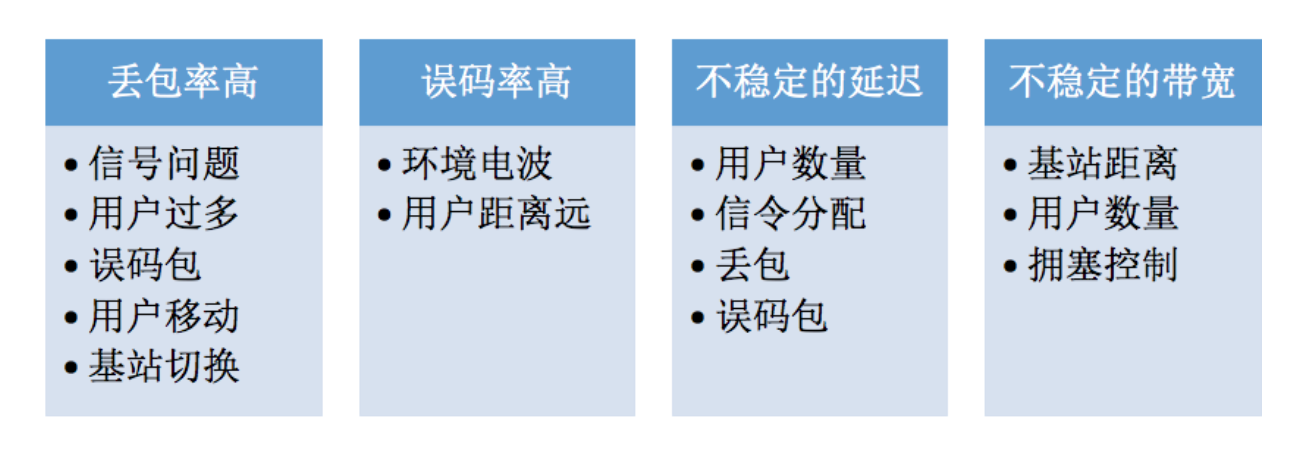 丢包率高
• 信号问题
• 用户过多
• 误码包
• 用户移动
• 基站切换
误码率高
• 环境电波
• 用户距离远
不稳定的延迟
• 用户数量
• 信令分配
• 丢包
• 误码包
不稳定的带宽
• 基站距离
• 用户数量
• 拥塞控制